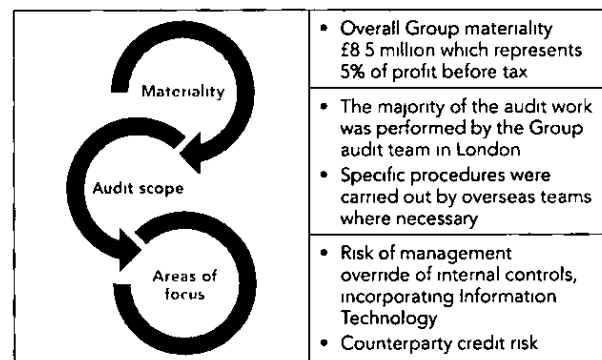 Materiality
• Overall Group materiality
£8 5 million which represents
5% of profit before tax
Audit scope
• The majority of the audit work
was performed by the Group
audit team in London
• Specific procedures were
carried out by overseas teams
where necessary
Areas of
focus
• Risk of management
override of internal controls,
incorporating Information
Technology
• Counterparty credit risk